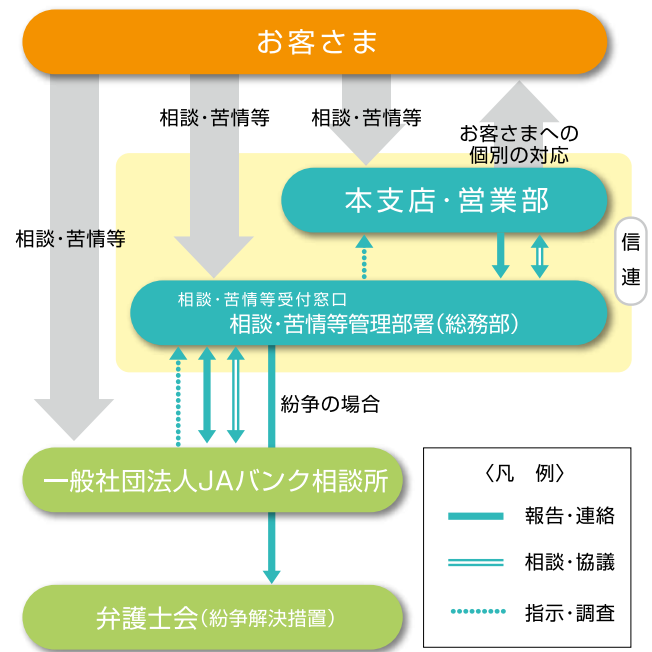 お客さま
相談・苦情等
相談・苦情等
お客さまへの
個別の対応
本支店・営業部
相談・苦情等
信連
相談・苦情等受付窓口
相談・苦情等管理部署(総務部)
紛争の場合
一般社団法人JAバンク相談所
〈凡　例〉
報告・連絡
相談・協議
指示・調査
弁護士会(紛争解決措置)